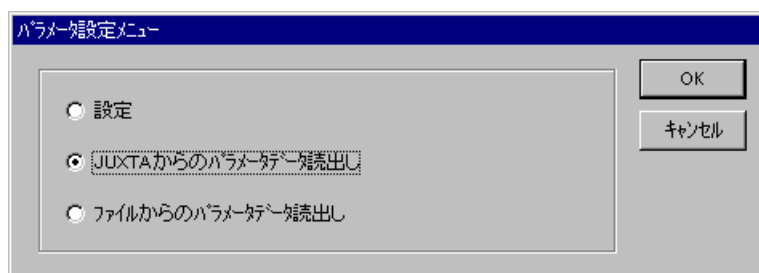 パラメータ設定メニュー
設定
OK
JUXTAからのパラメータデータ読出し
キャンセル
ファイルからのパラメータデータ読出し